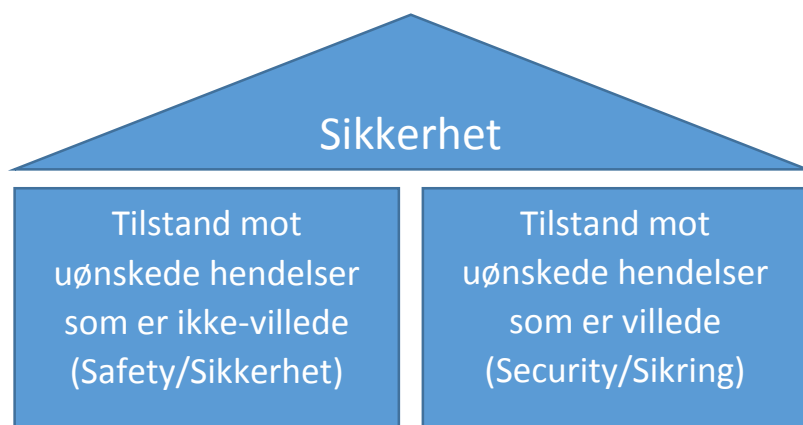 Sikkerhet
Tilstand mot
uønskede hendelser
som er ikke-villede
(Safety/Sikkerhet)
Tilstand mot
uønskede hendelser
som er villede
(Security/Sikring)